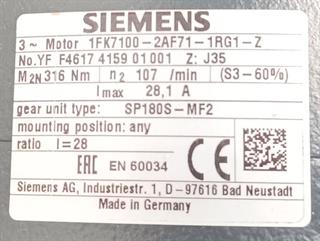 SIEMENS
3 ~ Motor 1FK7100-2AF71-1RG1-Z
No.YF F4617 4159 01 001 Z: J35
M2N 316 Nm n2 107 /min (S3-60%)
Imax 28,1 A
gear unit type: SP180S-MF2
mounting position: any
ratio I=28
EAC EN 60034
Siemens AG, Industriestr. 1, D-97616 Bad Neustadt
Made in Germany